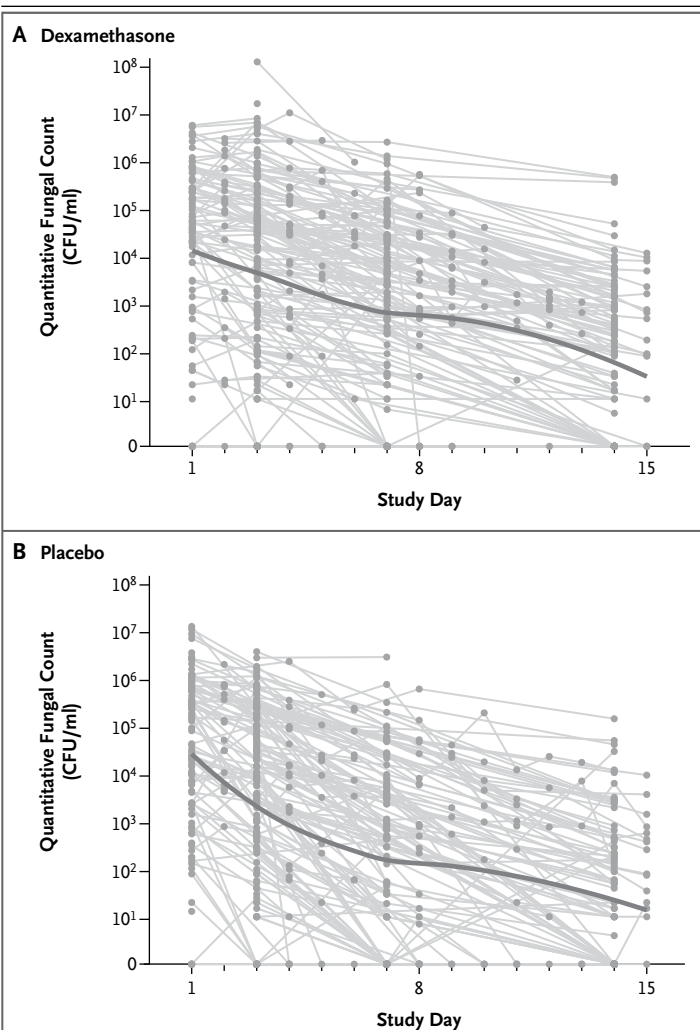 A Dexamethasone
10⁸
10⁷
10⁶
10⁵
10⁴
10³
10²
10¹
0
Quantitative Fungal Count
(CFU/ml)
1 8 15
Study Day
B Placebo
10⁸
10⁷
10⁶
10⁵
10⁴
10³
10²
10¹
0
Quantitative Fungal Count
(CFU/ml)
1 8 15
Study Day